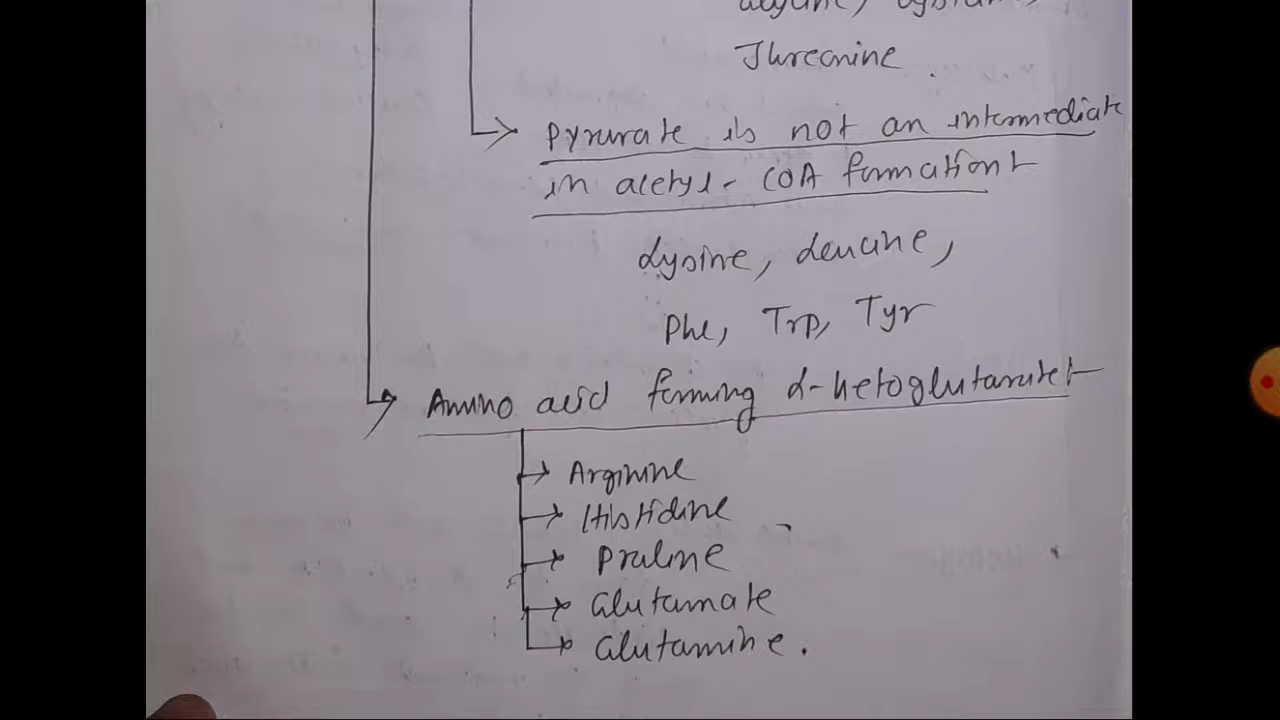 Threonine.
Pyruvate is not an intermediate
in acetyl-COA formation
Lysine, Leucine,
Phe, Trp, Tyr
Amino acid forming α-ketoglutarate
Arginine
Histidine
Proline
Glutamate
Glutamine.